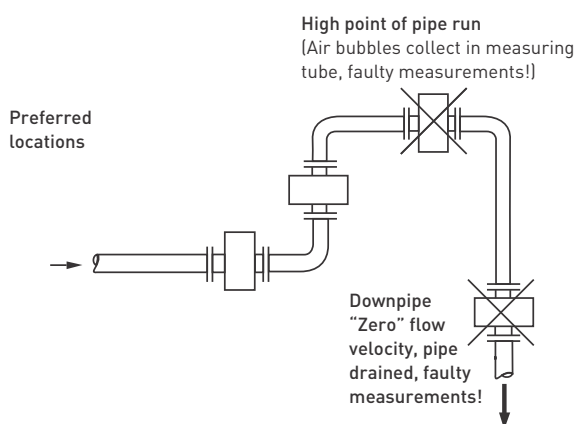 High point of pipe run
(Air bubbles collect in measuring
tube, faulty measurements!)
Preferred
locations
Downpipe
"Zero" flow
velocity, pipe
drained, faulty
measurements!